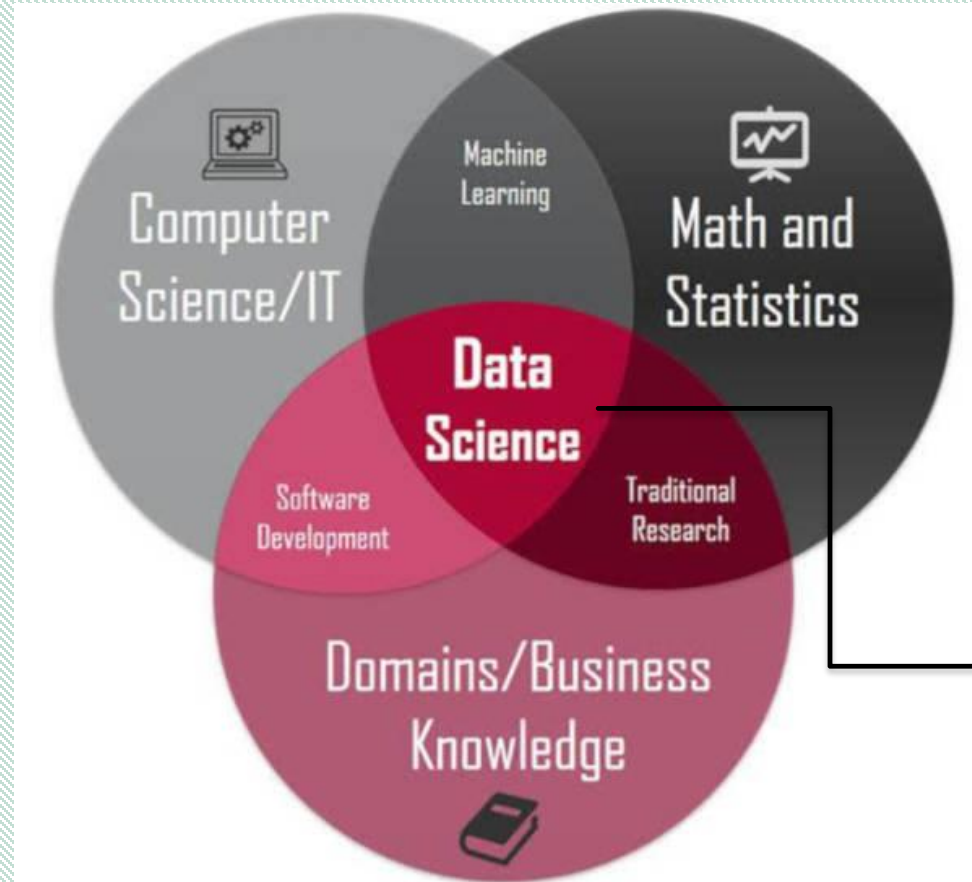 Machine
Learning
Computer
Science/IT
Math and
Statistics
Data
Science
Software
Development
Traditional
Research
Domains/Business
Knowledge